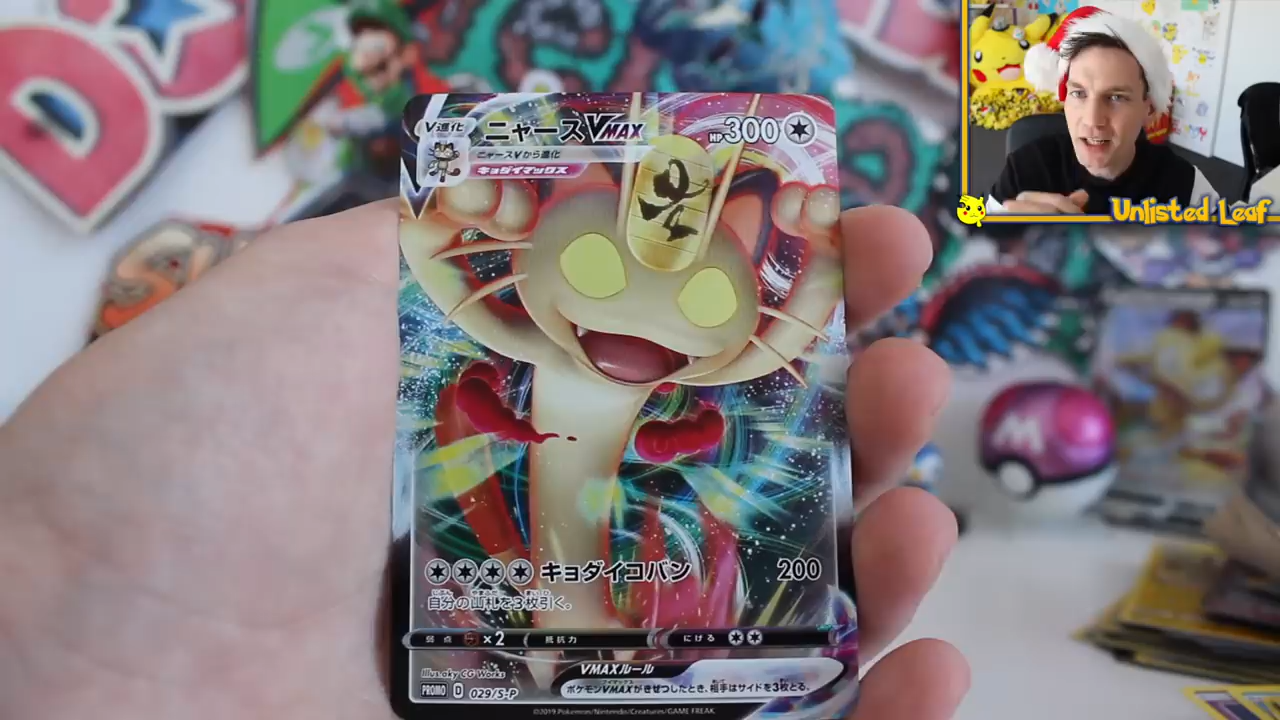 V進化
ニャースVMAX
HP300
ニャースVから進化
キョダイマックス
Unlisted Leaf
キョダイコバン 200
自分の山札を3枚引く。
弱点 ×2 抵抗力 にげる
VMAXルール
ポケモンVMAXがきぜつしたとき、相手はサイドを3枚とる。
Illus.aky CG Works
PROMO D 029/S-P
©2019 Pokémon/Nintendo/Creatures/GAME FREAK.
M